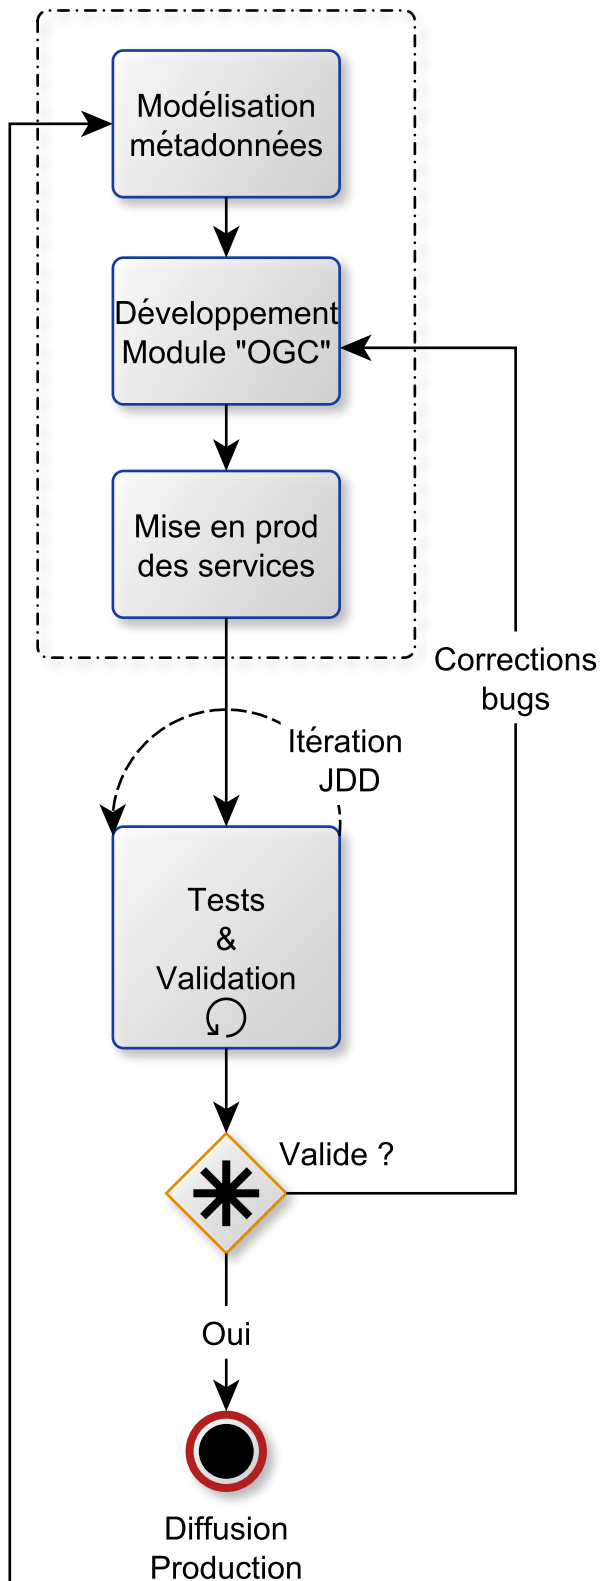 Modélisation
métadonnées
Développement
Module "OGC"
Mise en prod
des services
Corrections
bugs
Itération
JDD
Tests
&
Validation
Valide ?
Oui
Diffusion
Production